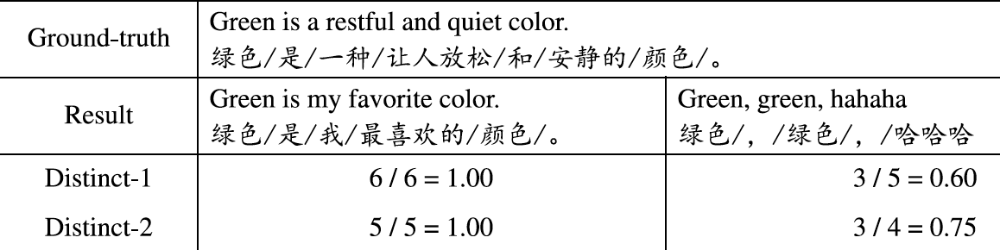 Ground-truth
Green is a restful and quiet color.
绿色/是/一种/让人放松/和/安静的/颜色/。
Result
Green is my favorite color.
绿色/是/我/最喜欢的/颜色/。
Green, green, hahaha
绿色/，/绿色/，/哈哈哈
Distinct-1
6 / 6 = 1.00
3 / 5 = 0.60
Distinct-2
5 / 5 = 1.00
3 / 4 = 0.75